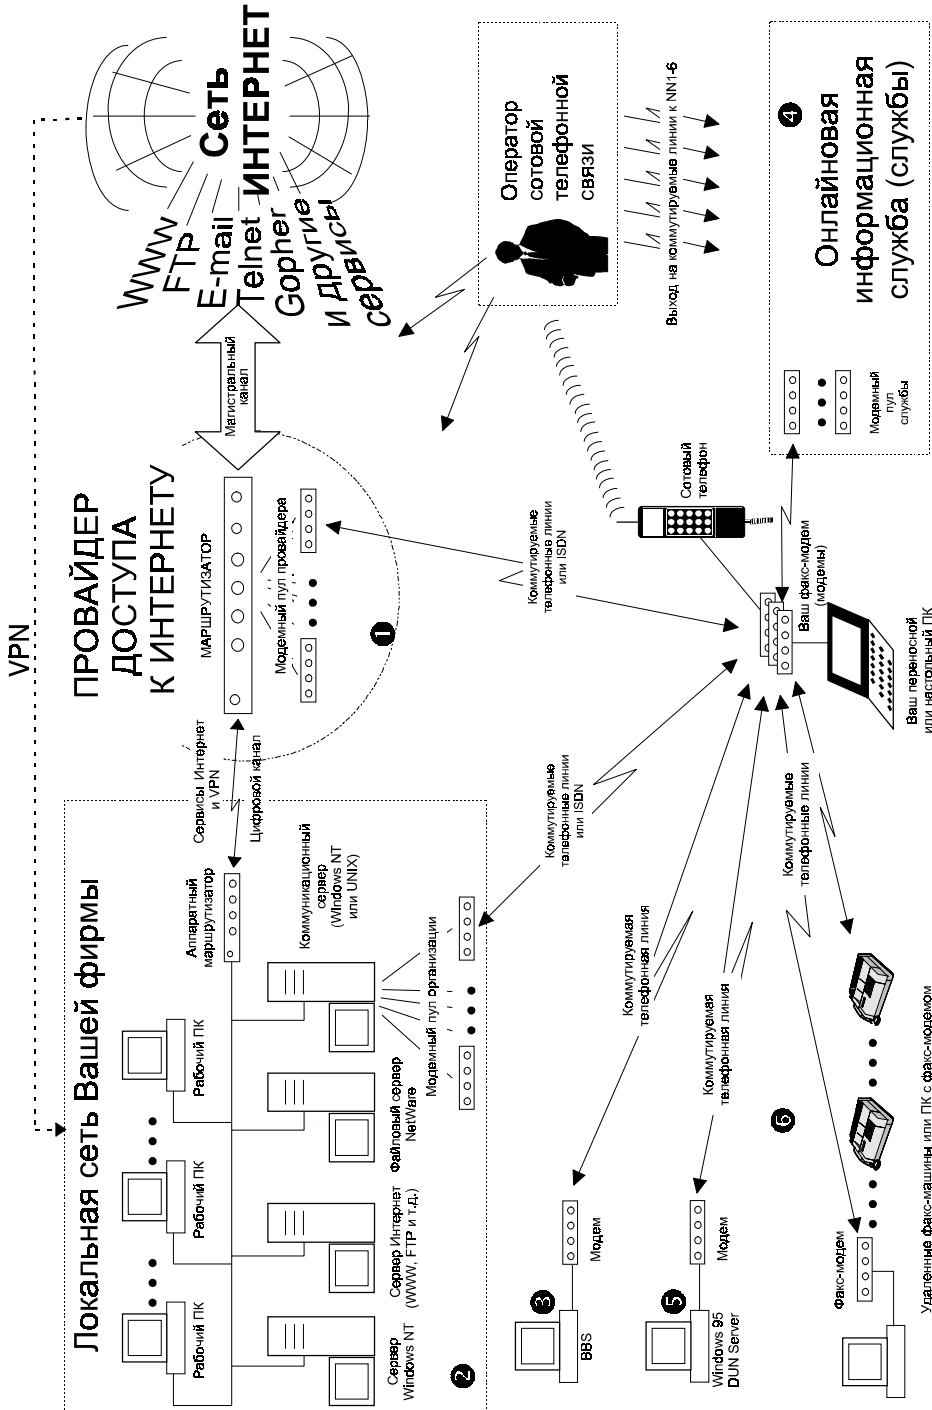 VPN
Сеть
ИНТЕРНЕТ
WWW
FTP
E-mail
Telnet
Gopher
и другие
сервисы
Магистральный
канал
ПРОВАЙДЕР
ДОСТУПА
К ИНТЕРНЕТУ
МАРШРУТИЗАТОР
Модемный пул провайдера
1
Сервисы Интернет
и VPN
Цифровой канал
Оператор
сотовой
телефонной
связи
Выход на коммутируемые линии к NN1-6
4
Онлайновая
информационная
служба (службы)
Модемный
пул
службы
Сотовый
телефон
Коммутируемые
телефонные линии
или ISDN
Ваш факс-модем
(модемы)
Ваш переносной
или настольный ПК
Локальная сеть Вашей фирмы
Аппаратный
маршрутизатор
Рабочий ПК
Рабочий ПК
Рабочий ПК
Коммуникационный
сервер
(Windows NT
или UNIX)
Модемный пул организации
Файловый сервер
NetWare
Сервер Интернет
(WWW, FTP и т.д.)
Сервер
Windows NT
2
Коммутируемые
телефонные линии
или ISDN
Коммутируемая
телефонная линия
Коммутируемая
телефонная линия
Коммутируемые
телефонные линии
Модем
3
BBS
Модем
5
Windows 95
DUN Server
6
Факс-модем
Удаленные факс-машины или ПК с факс-модемом